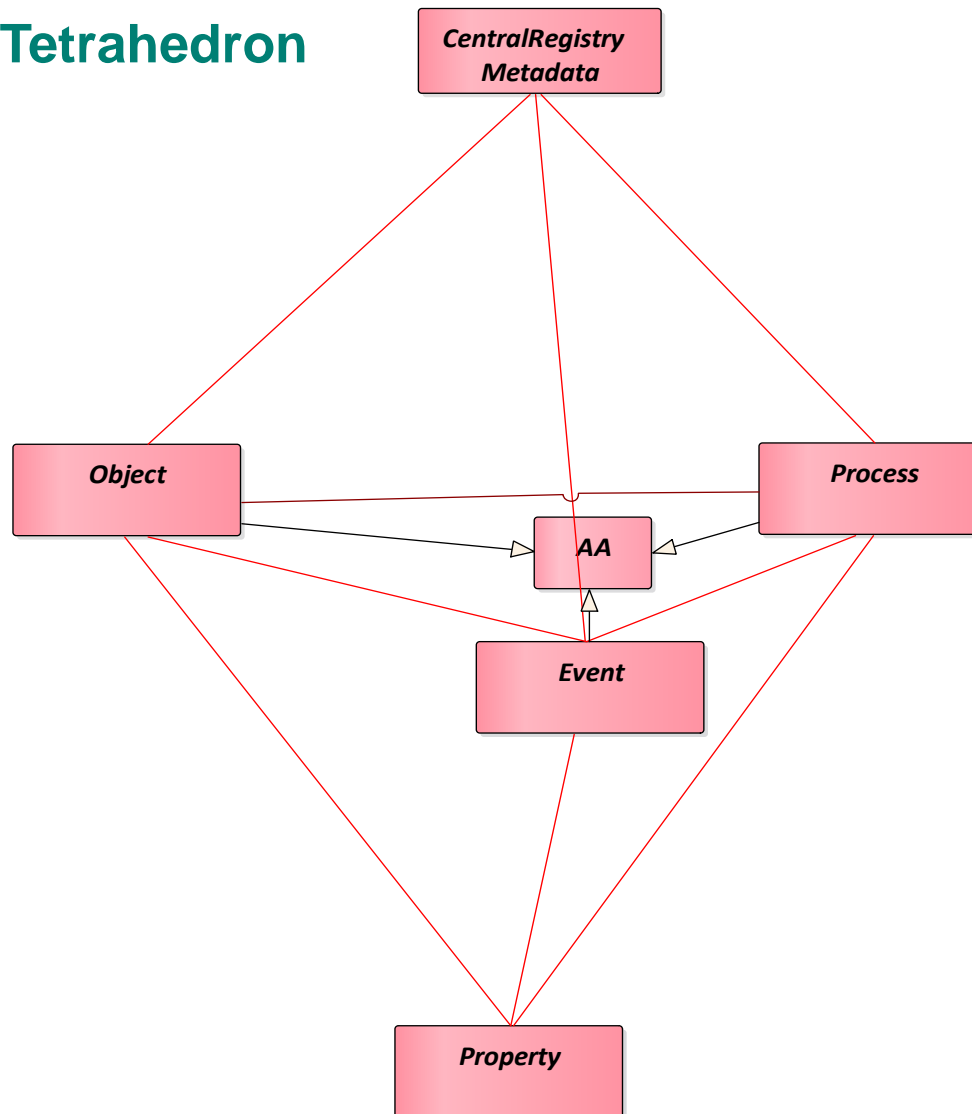 Tetrahedron
CentralRegistry
Metadata
Object
Process
AA
Event
Property